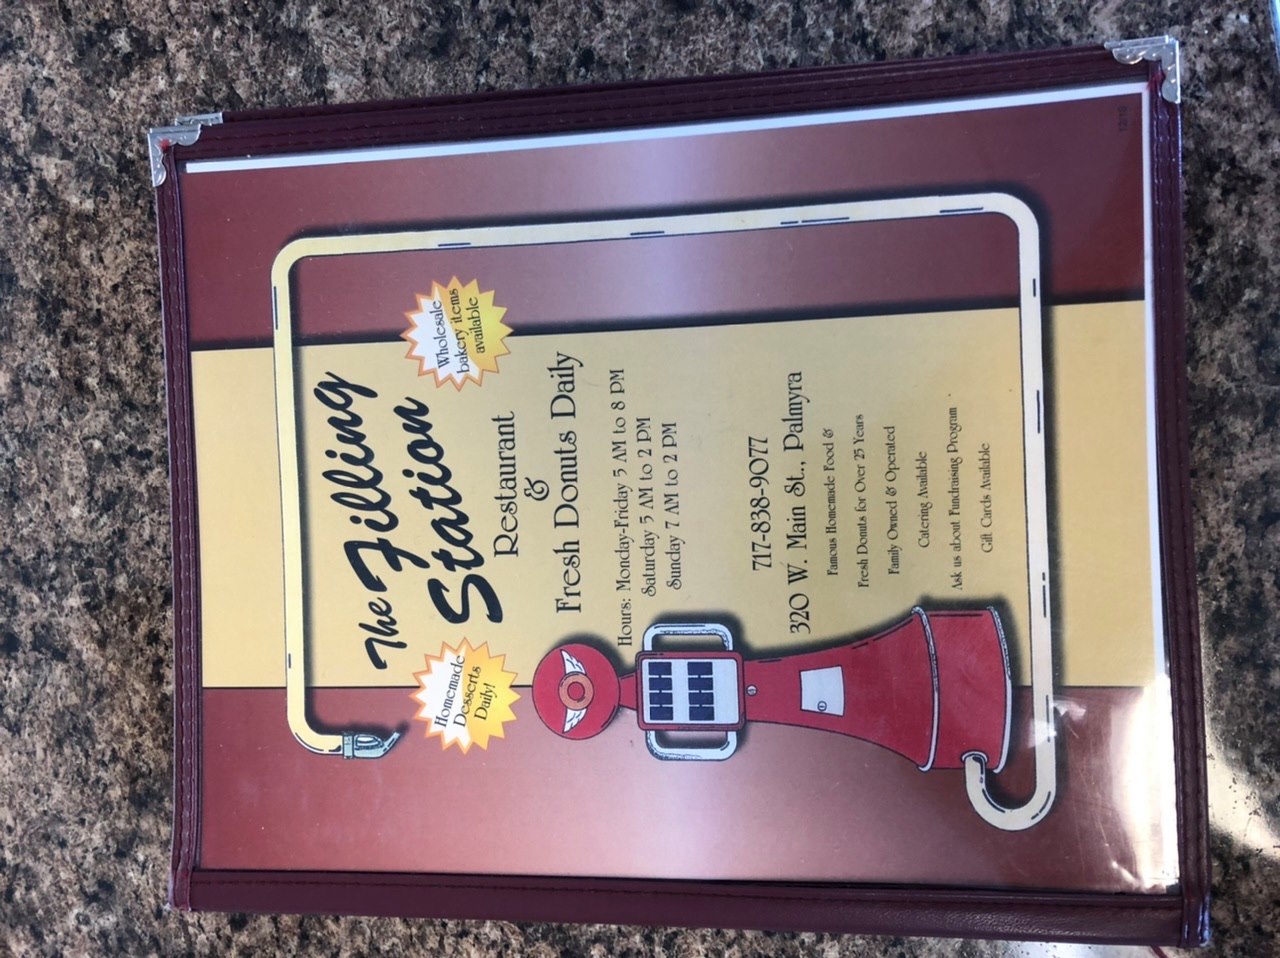 The Filling
Station
Restaurant
&
Fresh Donuts Daily
Homemade
Desserts
Daily!
Wholesale
bakery items
available
Hours: Monday-Friday 5 AM to 8 PM
Saturday 5 AM to 2 PM
Sunday 7 AM to 2 PM
717-838-9077
320 W. Main St., Palmyra
Famous Homemade Food &
Fresh Donuts for Over 25 Years
Family Owned & Operated
Catering Available
Ask us about Fundraising Program
Gift Cards Available